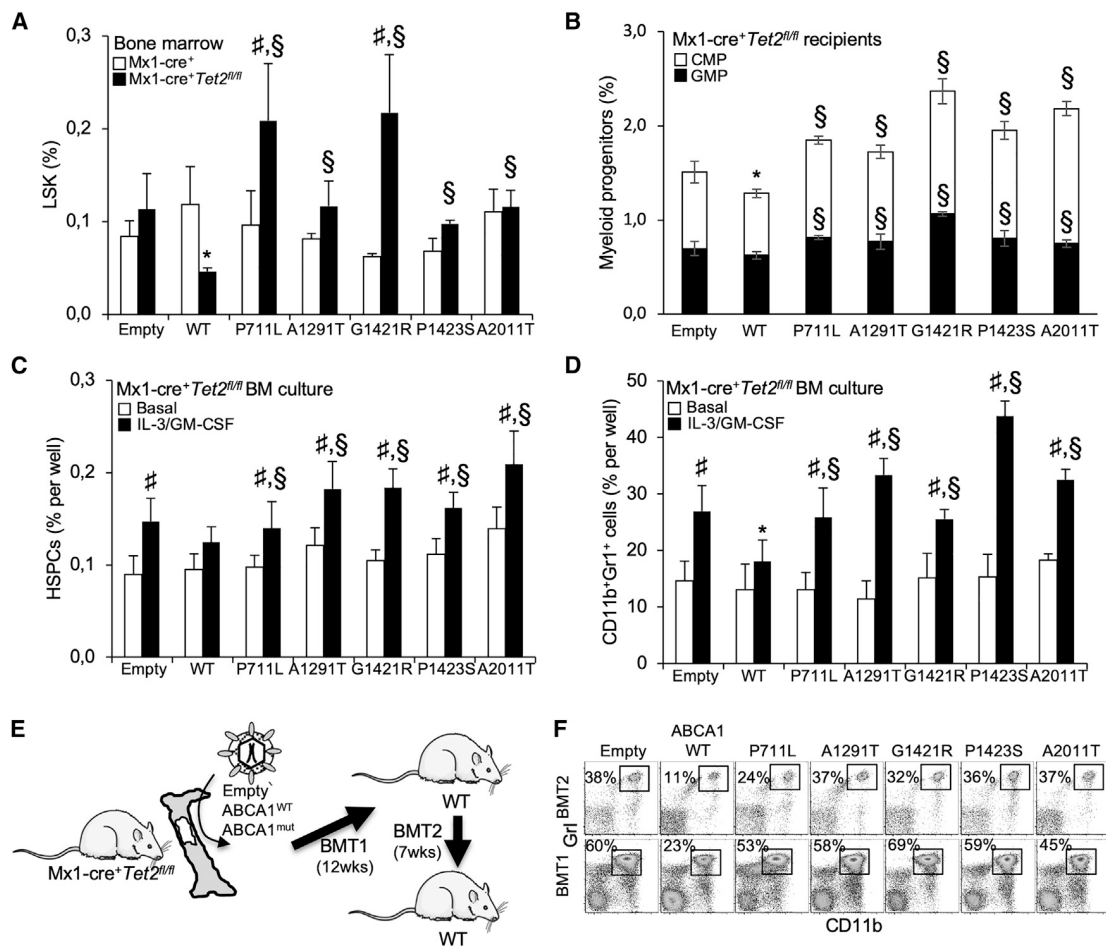 A
Bone marrow
Mx1-cre+
Mx1-cre+Tet2fl/fl
LSK (%)
0,3
0,2
0,1
0,0
*
♯,§
§
♯,§
§
§
Empty WT P711L A1291T G1421R P1423S A2011T
B
Mx1-cre+Tet2fl/fl recipients
CMP
GMP
Myeloid progenitors (%)
3,0
2,0
1,0
0,0
*
§ § § § §
§ § § § §
Empty WT P711L A1291T G1421R P1423S A2011T
C
Mx1-cre+Tet2fl/fl BM culture
Basal
IL-3/GM-CSF
HSPCs (% per well)
0,3
0,2
0,1
0,0
♯ ♯,§ ♯,§ ♯,§ ♯,§ ♯,§
Empty WT P711L A1291T G1421R P1423S A2011T
D
Mx1-cre+Tet2fl/fl BM culture
Basal
IL-3/GM-CSF
CD11b+Gr1+ cells (% per well)
50
40
30
20
10
0
♯ * ♯,§ ♯,§ ♯,§ ♯,§ ♯,§
Empty WT P711L A1291T G1421R P1423S A2011T
E
Empty`
ABCA1WT
ABCA1mut
Mx1-cre+Tet2fl/fl
BMT1
(12wks)
WT
BMT2
(7wks)
WT
F
ABCA1
Empty WT P711L A1291T G1421R P1423S A2011T
BMT2
38% 11% 24% 37% 32% 36% 37%
GrI
BMT1
60% 23% 53% 58% 69% 59% 45%
CD11b